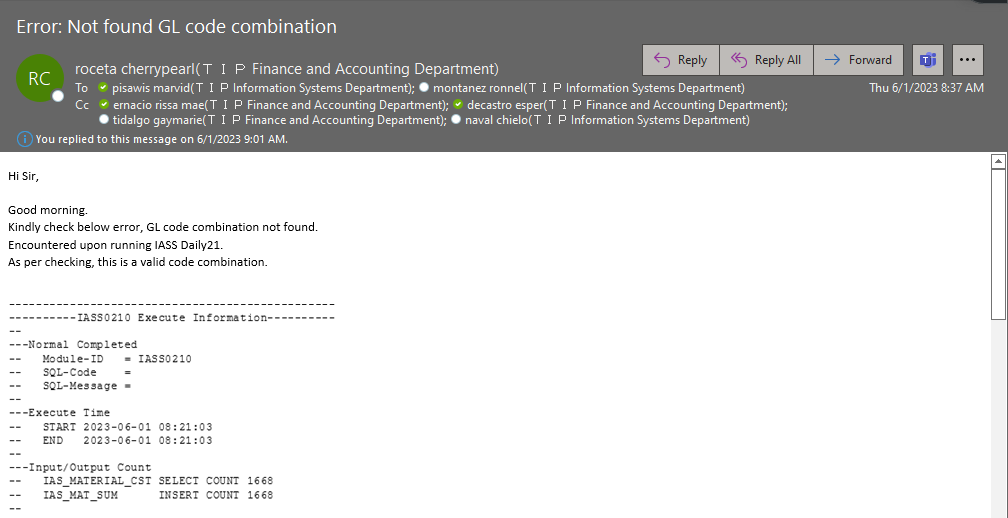 Error: Not found GL code combination
RC
roceta cherrypearl(T I P Finance and Accounting Department)
Reply
Reply All
Forward
To pisawis marvid(T I P Information Systems Department); montanez ronnel(T I P Information Systems Department)
Thu 6/1/2023 8:37 AM
Cc ernacio rissa mae(T I P Finance and Accounting Department); decastro esper(T I P Finance and Accounting Department);
tidalgo gaymarie(T I P Finance and Accounting Department); naval chielo(T I P Information Systems Department)
You replied to this message on 6/1/2023 9:01 AM.
Hi Sir,
Good morning.
Kindly check below error, GL code combination not found.
Encountered upon running IASS Daily21.
As per checking, this is a valid code combination.
------------------------------------------------
----------IASS0210 Execute Information----------
--
---Normal Completed
-- Module-ID = IASS0210
-- SQL-Code =
-- SQL-Message =
--
---Execute Time
-- START 2023-06-01 08:21:03
-- END 2023-06-01 08:21:03
--
---Input/Output Count
-- IAS_MATERIAL_CST SELECT COUNT 1668
-- IAS_MAT_SUM INSERT COUNT 1668
--